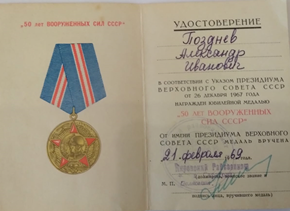 „50 ЛЕТ ВООРУЖЕННЫХ СИЛ СССР"
УДОСТОВЕРЕНИЕ
Позднев
Александр
Иванович
В СООТВЕТСТВИИ С УКАЗОМ ПРЕЗИДИУМА
ВЕРХОВНОГО СОВЕТА СССР
ОТ 26 ДЕКАБРЯ 1967 ГОДА
НАГРАЖДЕН ЮБИЛЕЙНОЙ МЕДАЛЬЮ
„50 ЛЕТ ВООРУЖЕННЫХ
СИЛ СССР"
ОТ ИМЕНИ ПРЕЗИДИУМА ВЕРХОВНОГО
СОВЕТА СССР МЕДАЛЬ ВРУЧЕНА
21 февраля 1969 ГОДА
М. П.